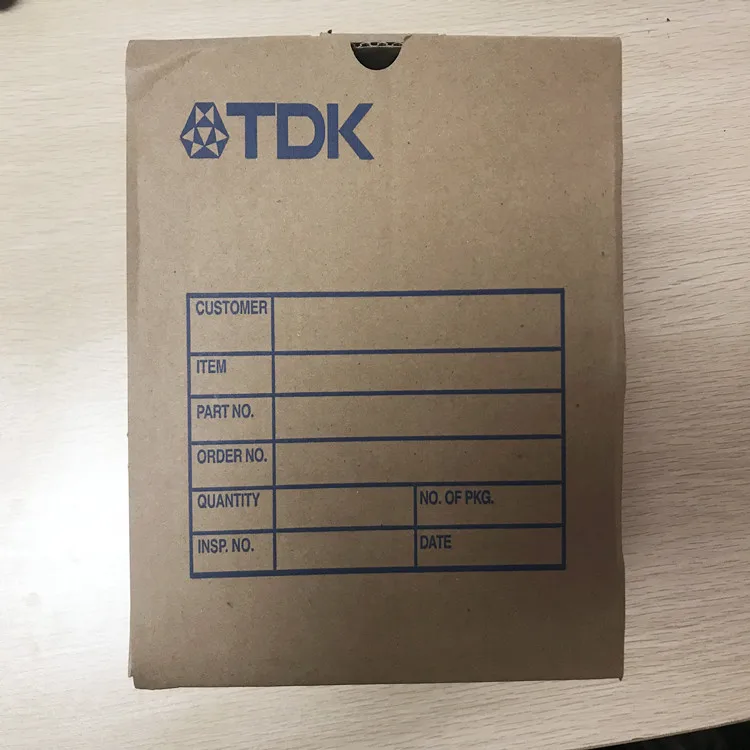 TDK
CUSTOMER
ITEM
PART NO.
ORDER NO.
QUANTITY NO. OF PKG.
INSP. NO. DATE